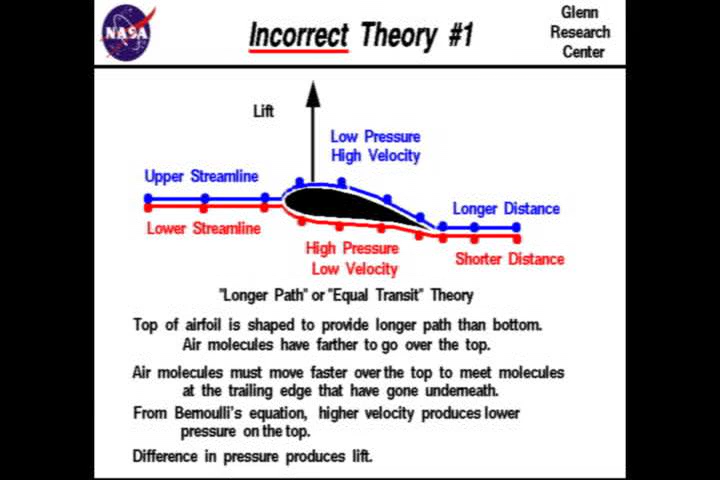 NASA
Incorrect Theory #1
Glenn
Research
Center
Lift
Low Pressure
High Velocity
Upper Streamline
Longer Distance
Lower Streamline
High Pressure
Low Velocity
Shorter Distance
"Longer Path" or "Equal Transit" Theory
Top of airfoil is shaped to provide longer path than bottom.
Air molecules have farther to go over the top.
Air molecules must move faster over the top to meet molecules
at the trailing edge that have gone underneath.
From Bernoulli's equation, higher velocity produces lower
pressure on the top.
Difference in pressure produces lift.